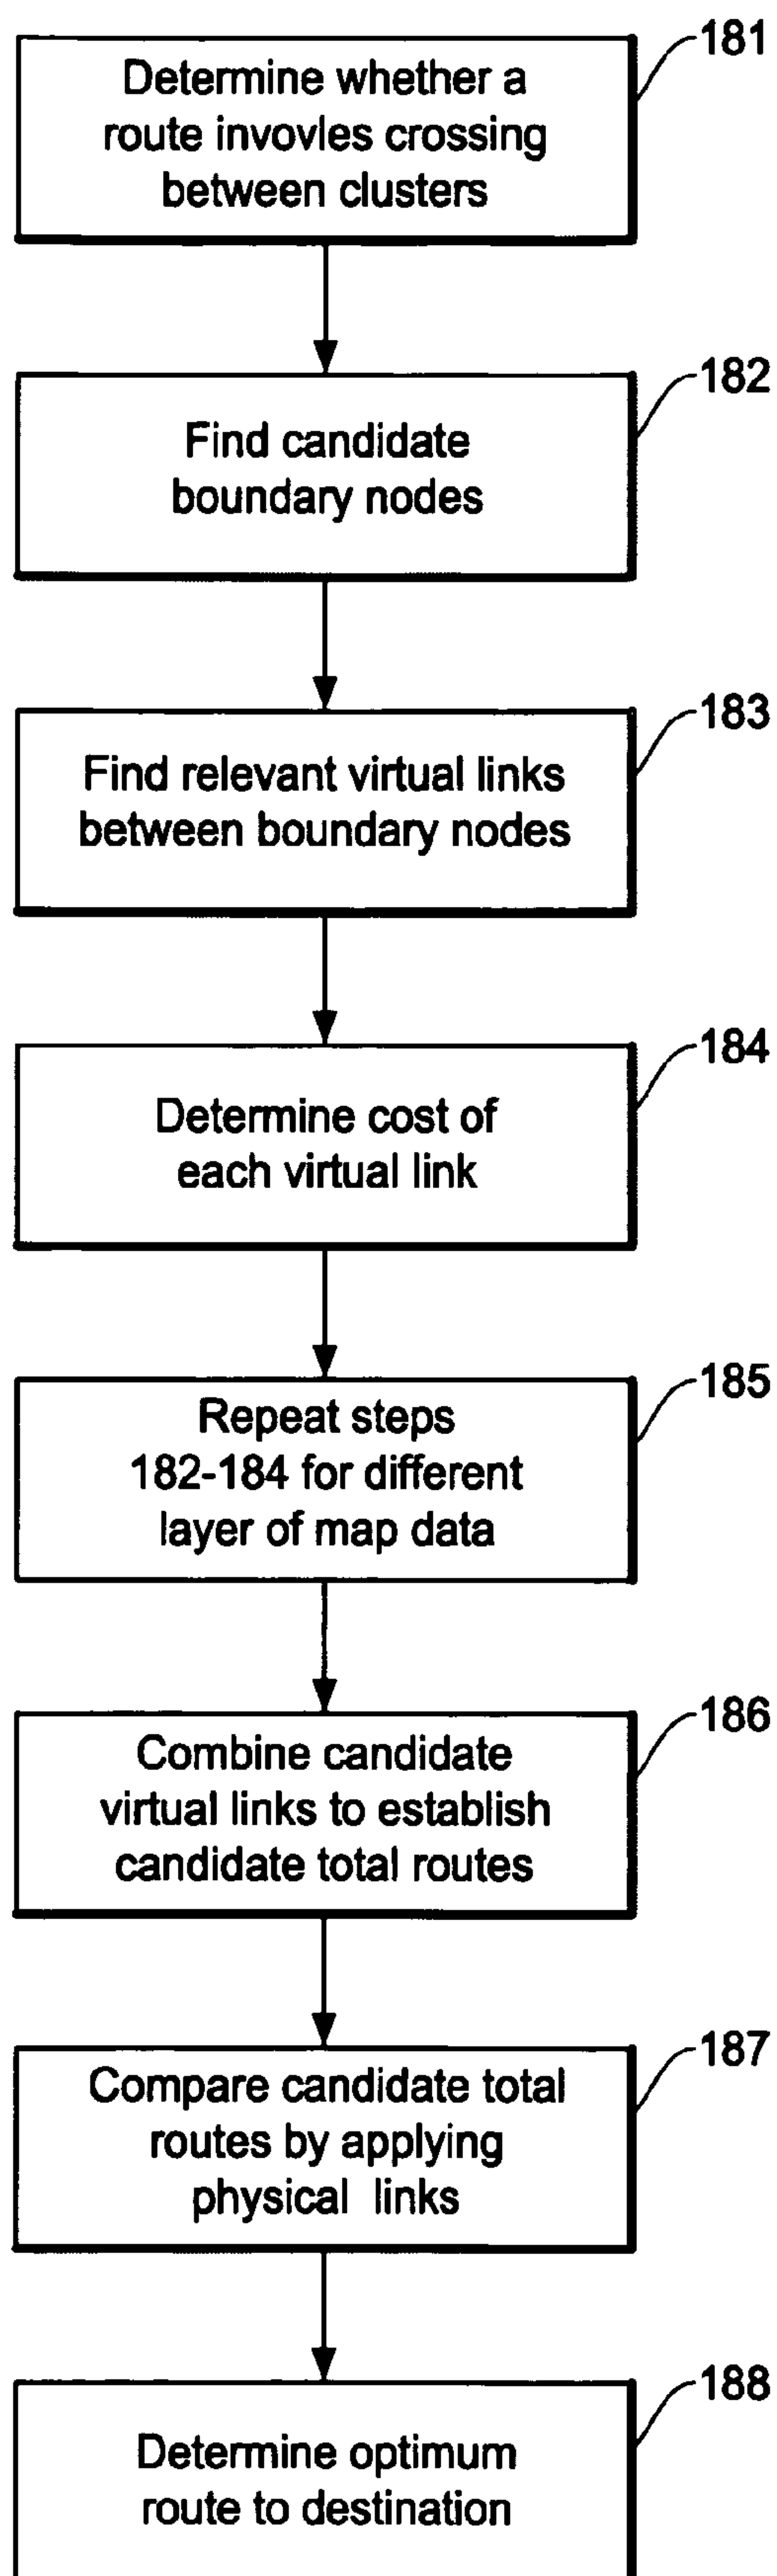 181
Determine whether a
route invovles crossing
between clusters
182
Find candidate
boundary nodes
183
Find relevant virtual links
between boundary nodes
184
Determine cost of
each virtual link
185
Repeat steps
182-184 for different
layer of map data
186
Combine candidate
virtual links to establish
candidate total routes
187
Compare candidate total
routes by applying
physical links
188
Determine optimum
route to destination